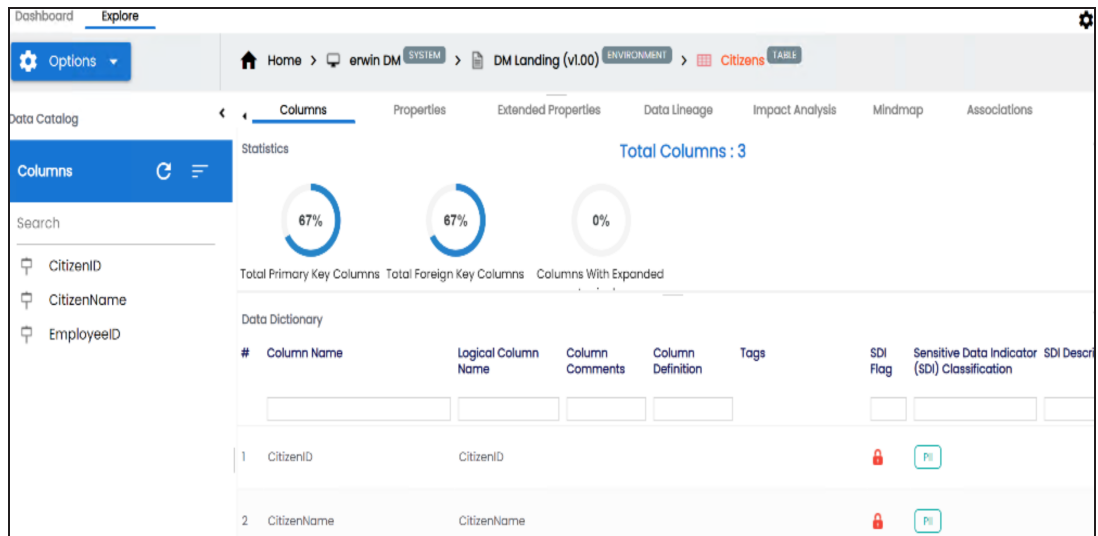 Dashboard Explore
Options
Home > erwin DM SYSTEM > DM Landing (v1.00) ENVIRONMENT > Citizens TABLE
Data Catalog
Columns Properties Extended Properties Data Lineage Impact Analysis Mindmap Associations
Columns
Search
CitizenID
CitizenName
EmployeeID
Statistics
Total Columns : 3
67% 67% 0%
Total Primary Key Columns Total Foreign Key Columns Columns With Expanded
Data Dictionary
# Column Name Logical Column Name Column Comments Column Definition Tags SDI Flag Sensitive Data Indicator (SDI) Classification SDI Descri
1 CitizenID CitizenID PII
2 CitizenName CitizenName PII